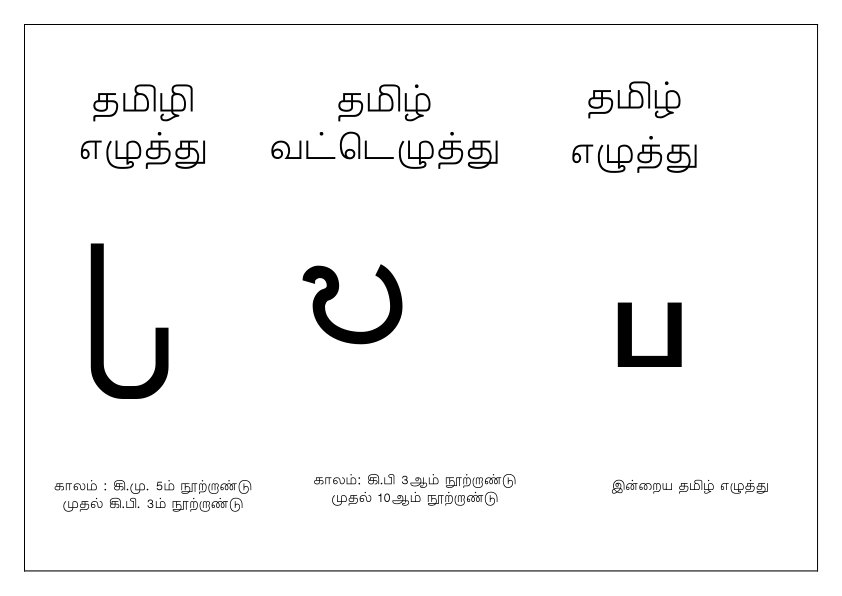 தமிழி
எழுத்து
தமிழ்
வட்டெழுத்து
தமிழ்
எழுத்து
𑀧
ப
காலம் : கி.மு. 5ம் நூற்றாண்டு
முதல் கி.பி. 3ம் நூற்றாண்டு
காலம்: கி.பி 3ஆம் நூற்றாண்டு
முதல் 10ஆம் நூற்றாண்டு
இன்றைய தமிழ் எழுத்து